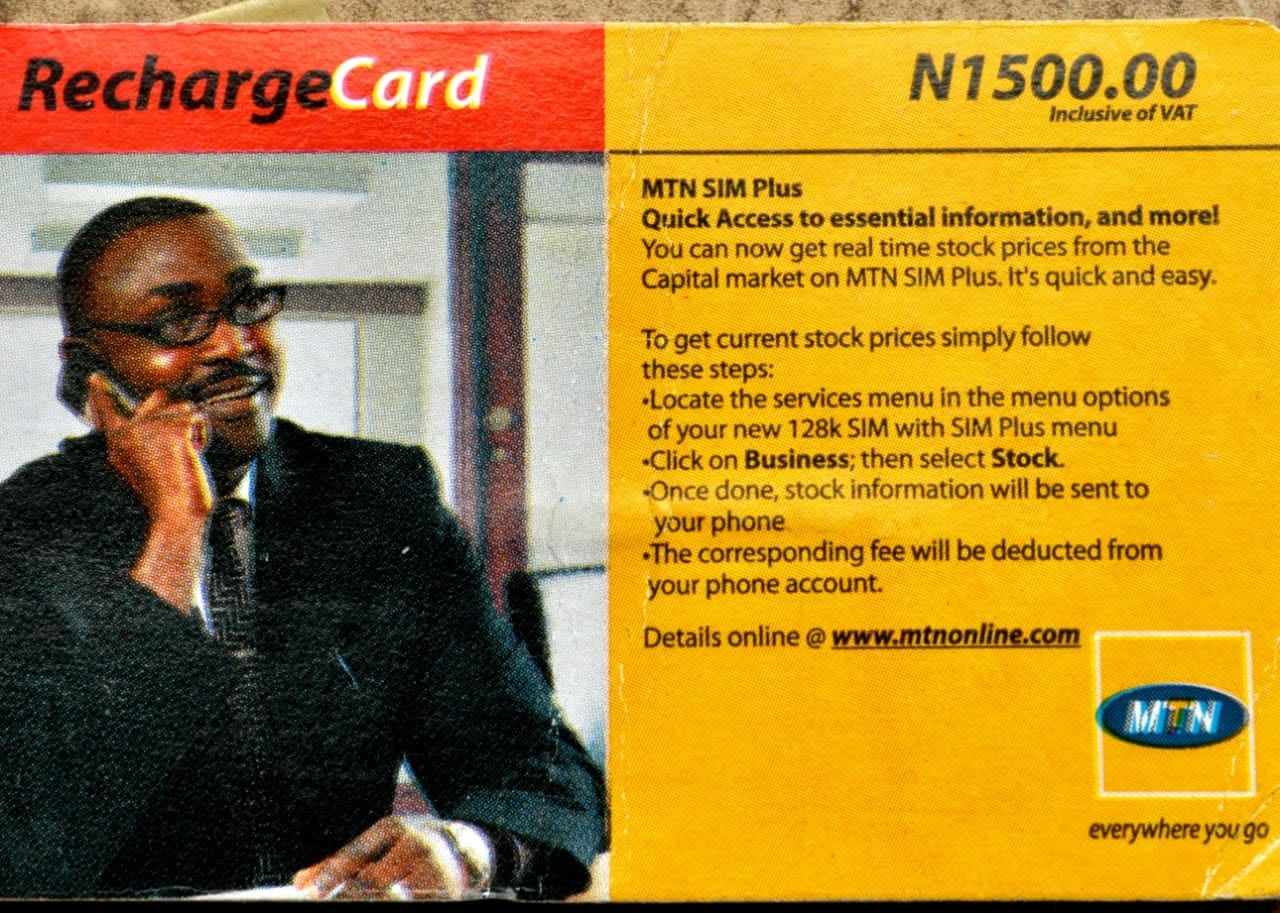 RechargeCard
N1500.00
Inclusive of VAT
MTN SIM Plus
Quick Access to essential information, and more!
You can now get real time stock prices from the
Capital market on MTN SIM Plus. It's quick and easy.
To get current stock prices simply follow
these steps:
•Locate the services menu in the menu options
of your new 128k SIM with SIM Plus menu
•Click on Business; then select Stock.
•Once done, stock information will be sent to
your phone
•The corresponding fee will be deducted from
your phone account.
Details online @ www.mtnonline.com
MTN
everywhere you go